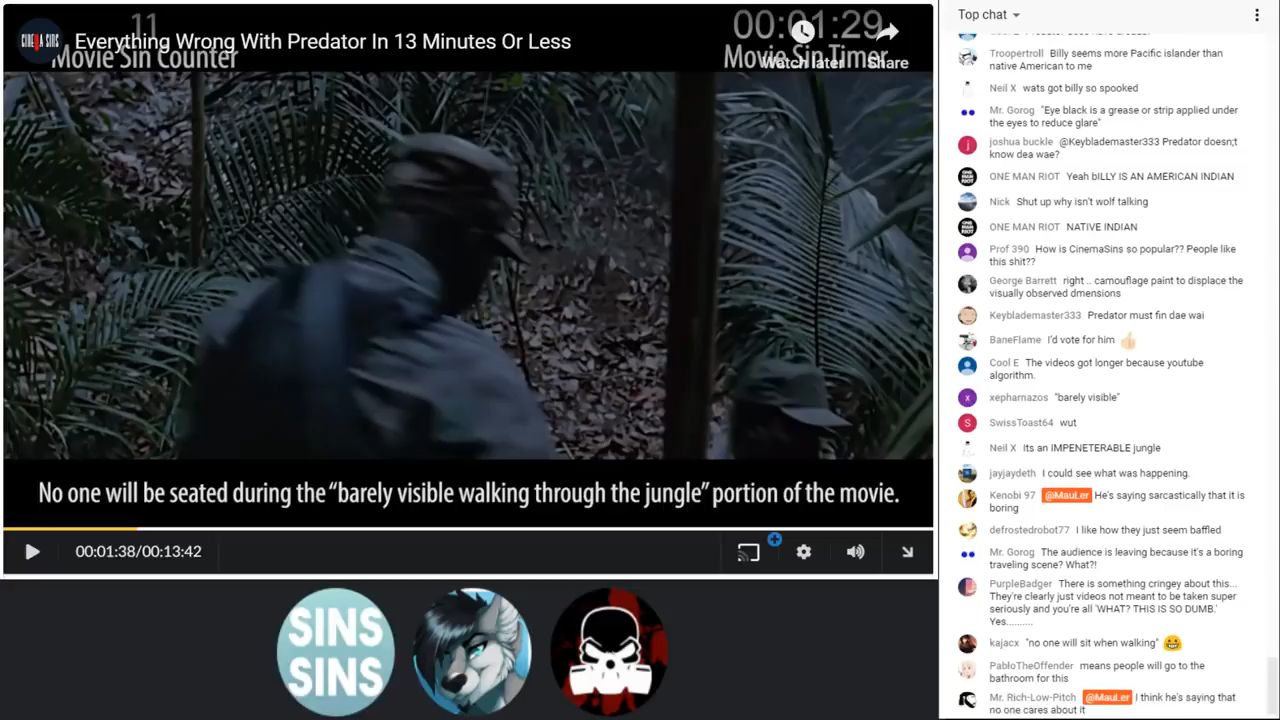 11
00:01:29
CINEMA SINS
Everything Wrong With Predator In 13 Minutes Or Less
Movie Sin Counter
Movie Sin Timer
Watch later
Share
No one will be seated during the “barely visible walking through the jungle” portion of the movie.
00:01:38/00:13:42
SINS
SINS
Top chat
Troopertroll Billy seems more Pacific islander than
native American to me
Neil X wats got billy so spooked
Mr. Gorog "Eye black is a grease or strip applied under
the eyes to reduce glare"
joshua buckle @Keyblademaster333 Predator doesn;t
know dea wae?
ONE MAN RIOT Yeah bILLY IS AN AMERICAN INDIAN
Nick Shut up why isn't wolf talking
ONE MAN RIOT NATIVE INDIAN
Prof 390 How is CinemaSins so popular?? People like
this shit??
George Barrett right .. camouflage paint to displace the
visually observed dmensions
Keyblademaster333 Predator must fin dae wai
BaneFlame I'd vote for him
Cool E The videos got longer because youtube
algorithm.
x
xepharnazos "barely visible"
S
SwissToast64 wut
Neil X Its an IMPENETERABLE jungle
jayjaydeth I could see what was happening.
Kenobi 97 @MauLer He's saying sarcastically that it is
boring
defrostedrobot77 I like how they just seem baffled
Mr. Gorog The audience is leaving because it's a boring
traveling scene? What?!
PurpleBadger There is something cringey about this...
They're clearly just videos not meant to be taken super
seriously and you're all 'WHAT? THIS IS SO DUMB.'
Yes..........
kajacx "no one will sit when walking"
PabloTheOffender means people will go to the
bathroom for this
Mr. Rich-Low-Pitch @MauLer I think he's saying that
no one cares about it